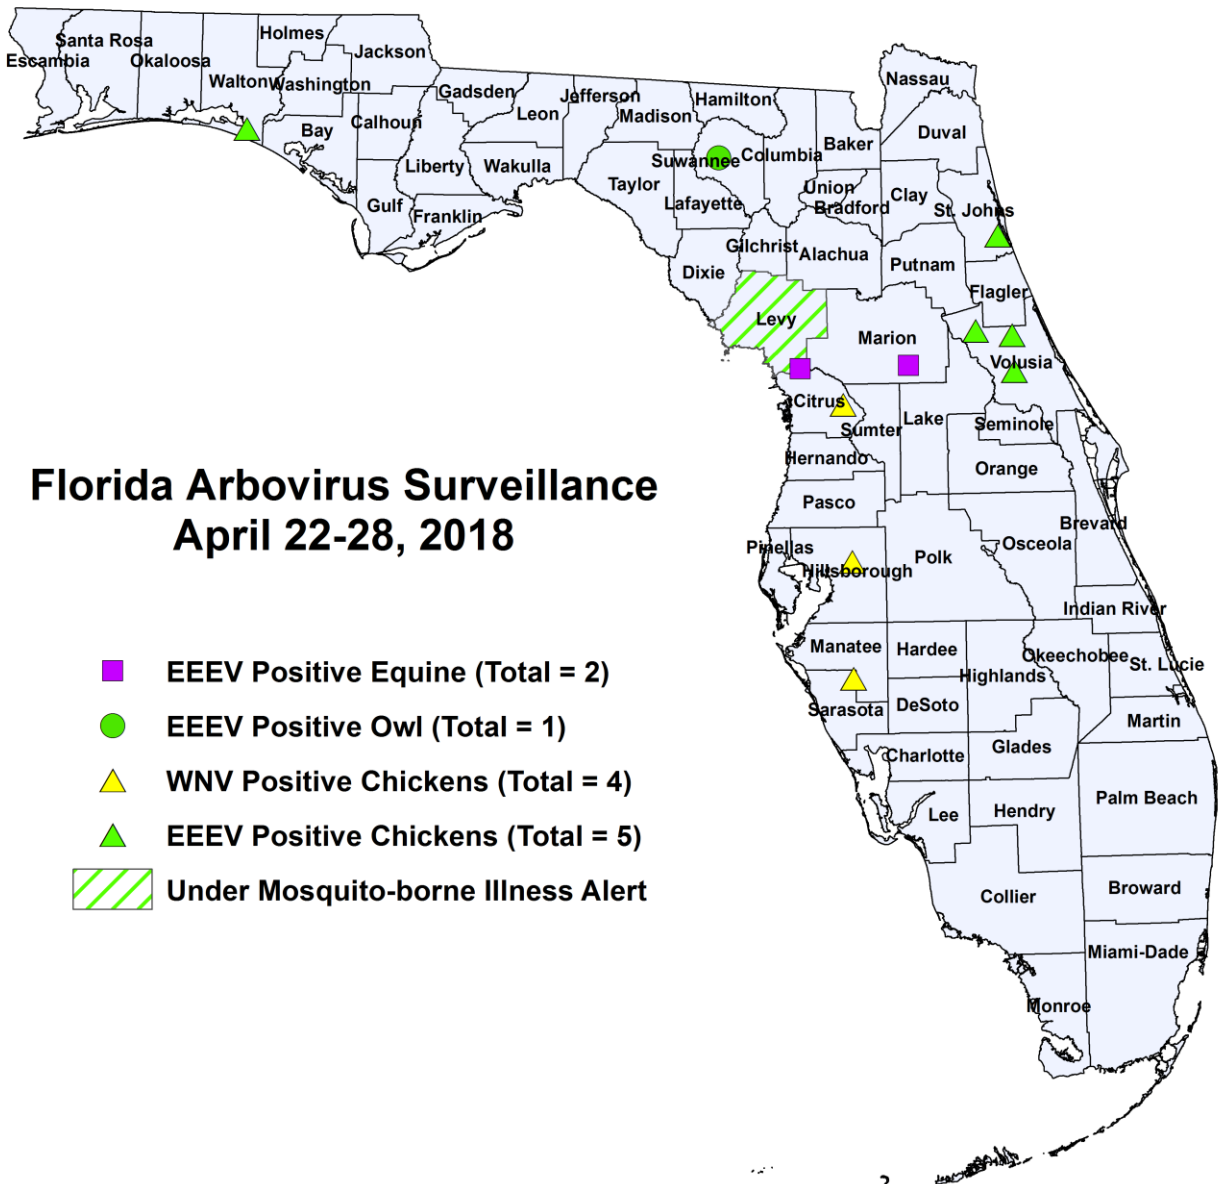 Holmes
Santa Rosa
Jackson
Escambia
Okaloosa
Walton
Washington
Nassau
Gadsden
Jefferson
Hamilton
Leon
Madison
Calhoun
Bay
Duval
Baker
Suwannee
Columbia
Liberty
Wakulla
Taylor
Union
Clay
Lafayette
Bradford
St. Johns
Gulf
Franklin
Gilchrist
Alachua
Putnam
Dixie
Flagler
Levy
Marion
Volusia
Citrus
Lake
Sumter
Seminole
Hernando
Orange
Florida Arbovirus Surveillance
April 22-28, 2018
Pasco
Brevard
Osceola
Pinellas
Polk
Hillsborough
Indian River
Manatee
Hardee
Okeechobee
St. Lucie
Highlands
Sarasota
DeSoto
Martin
Charlotte
Glades
Palm Beach
Lee
Hendry
Broward
Collier
Miami-Dade
Monroe
EEEV Positive Equine (Total = 2)
EEEV Positive Owl (Total = 1)
WNV Positive Chickens (Total = 4)
EEEV Positive Chickens (Total = 5)
Under Mosquito-borne Illness Alert